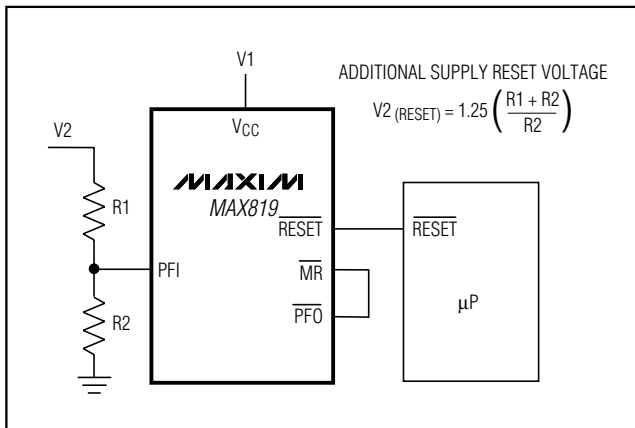 V1
ADDITIONAL SUPPLY RESET VOLTAGE
V2 (RESET) = 1.25 ( R1 + R2 / R2 )
VCC
V2
MAXIM
MAX819
R1
RESET
RESET
PFI
MR
µP
R2
PFO